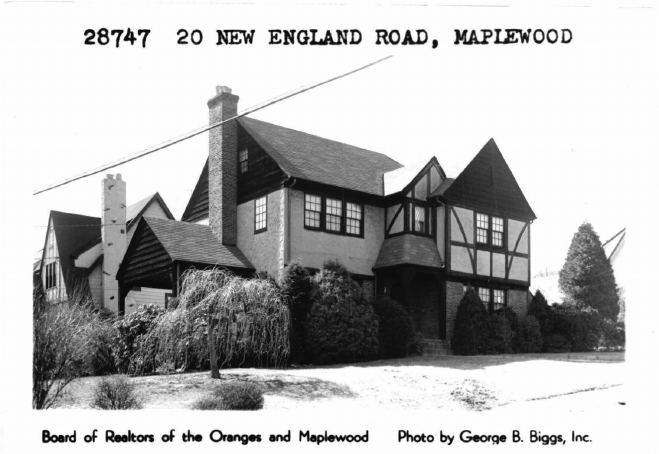 28747 20 NEW ENGLAND ROAD, MAPLEWOOD
Board of Realtors of the Oranges and Maplewood Photo by George B. Biggs, Inc.